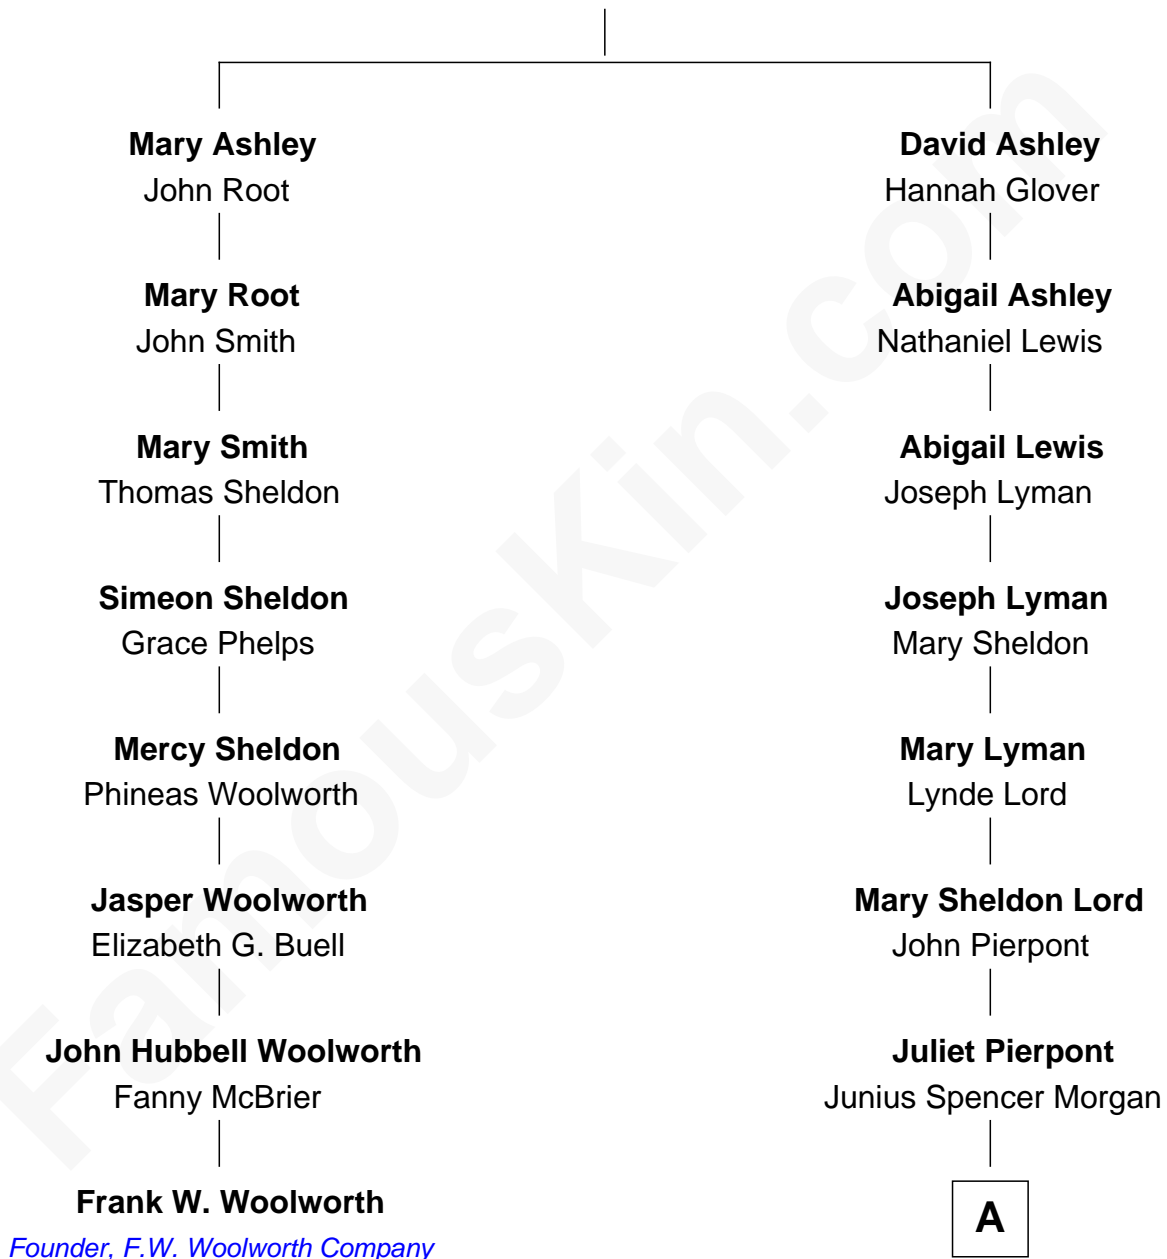 Mary Ashley
John Root
David Ashley
Hannah Glover
Mary Root
John Smith
Abigail Ashley
Nathaniel Lewis
Mary Smith
Thomas Sheldon
Abigail Lewis
Joseph Lyman
Simeon Sheldon
Grace Phelps
Joseph Lyman
Mary Sheldon
Mercy Sheldon
Phineas Woolworth
Mary Lyman
Lynde Lord
Jasper Woolworth
Elizabeth G. Buell
Mary Sheldon Lord
John Pierpont
John Hubbell Woolworth
Fanny McBrier
Juliet Pierpont
Junius Spencer Morgan
Frank W. Woolworth
Founder, F.W. Woolworth Company
A
FamousKin.com